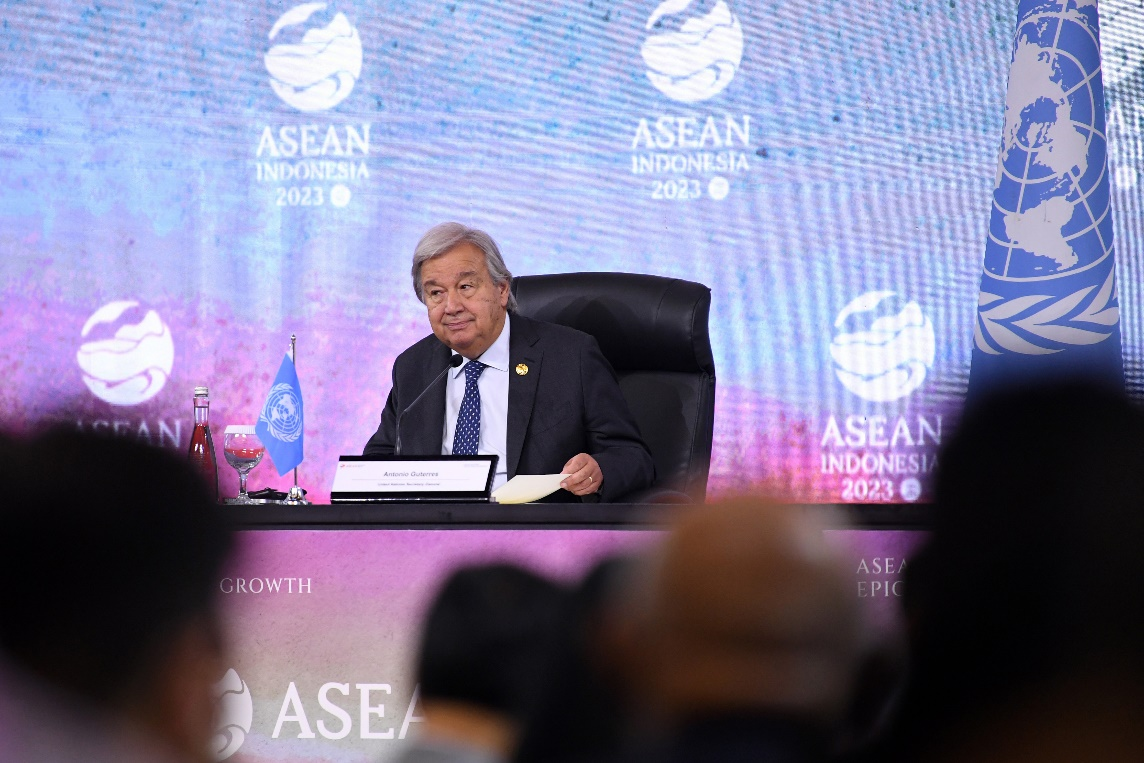 ASEAN
INDONESIA
2023
ASEAN
INDONESIA
2023
ASEAN
ASEAN
INDONESIA
2023
Antonio Guterres
GROWTH
ASEA
EPIC
ASEA